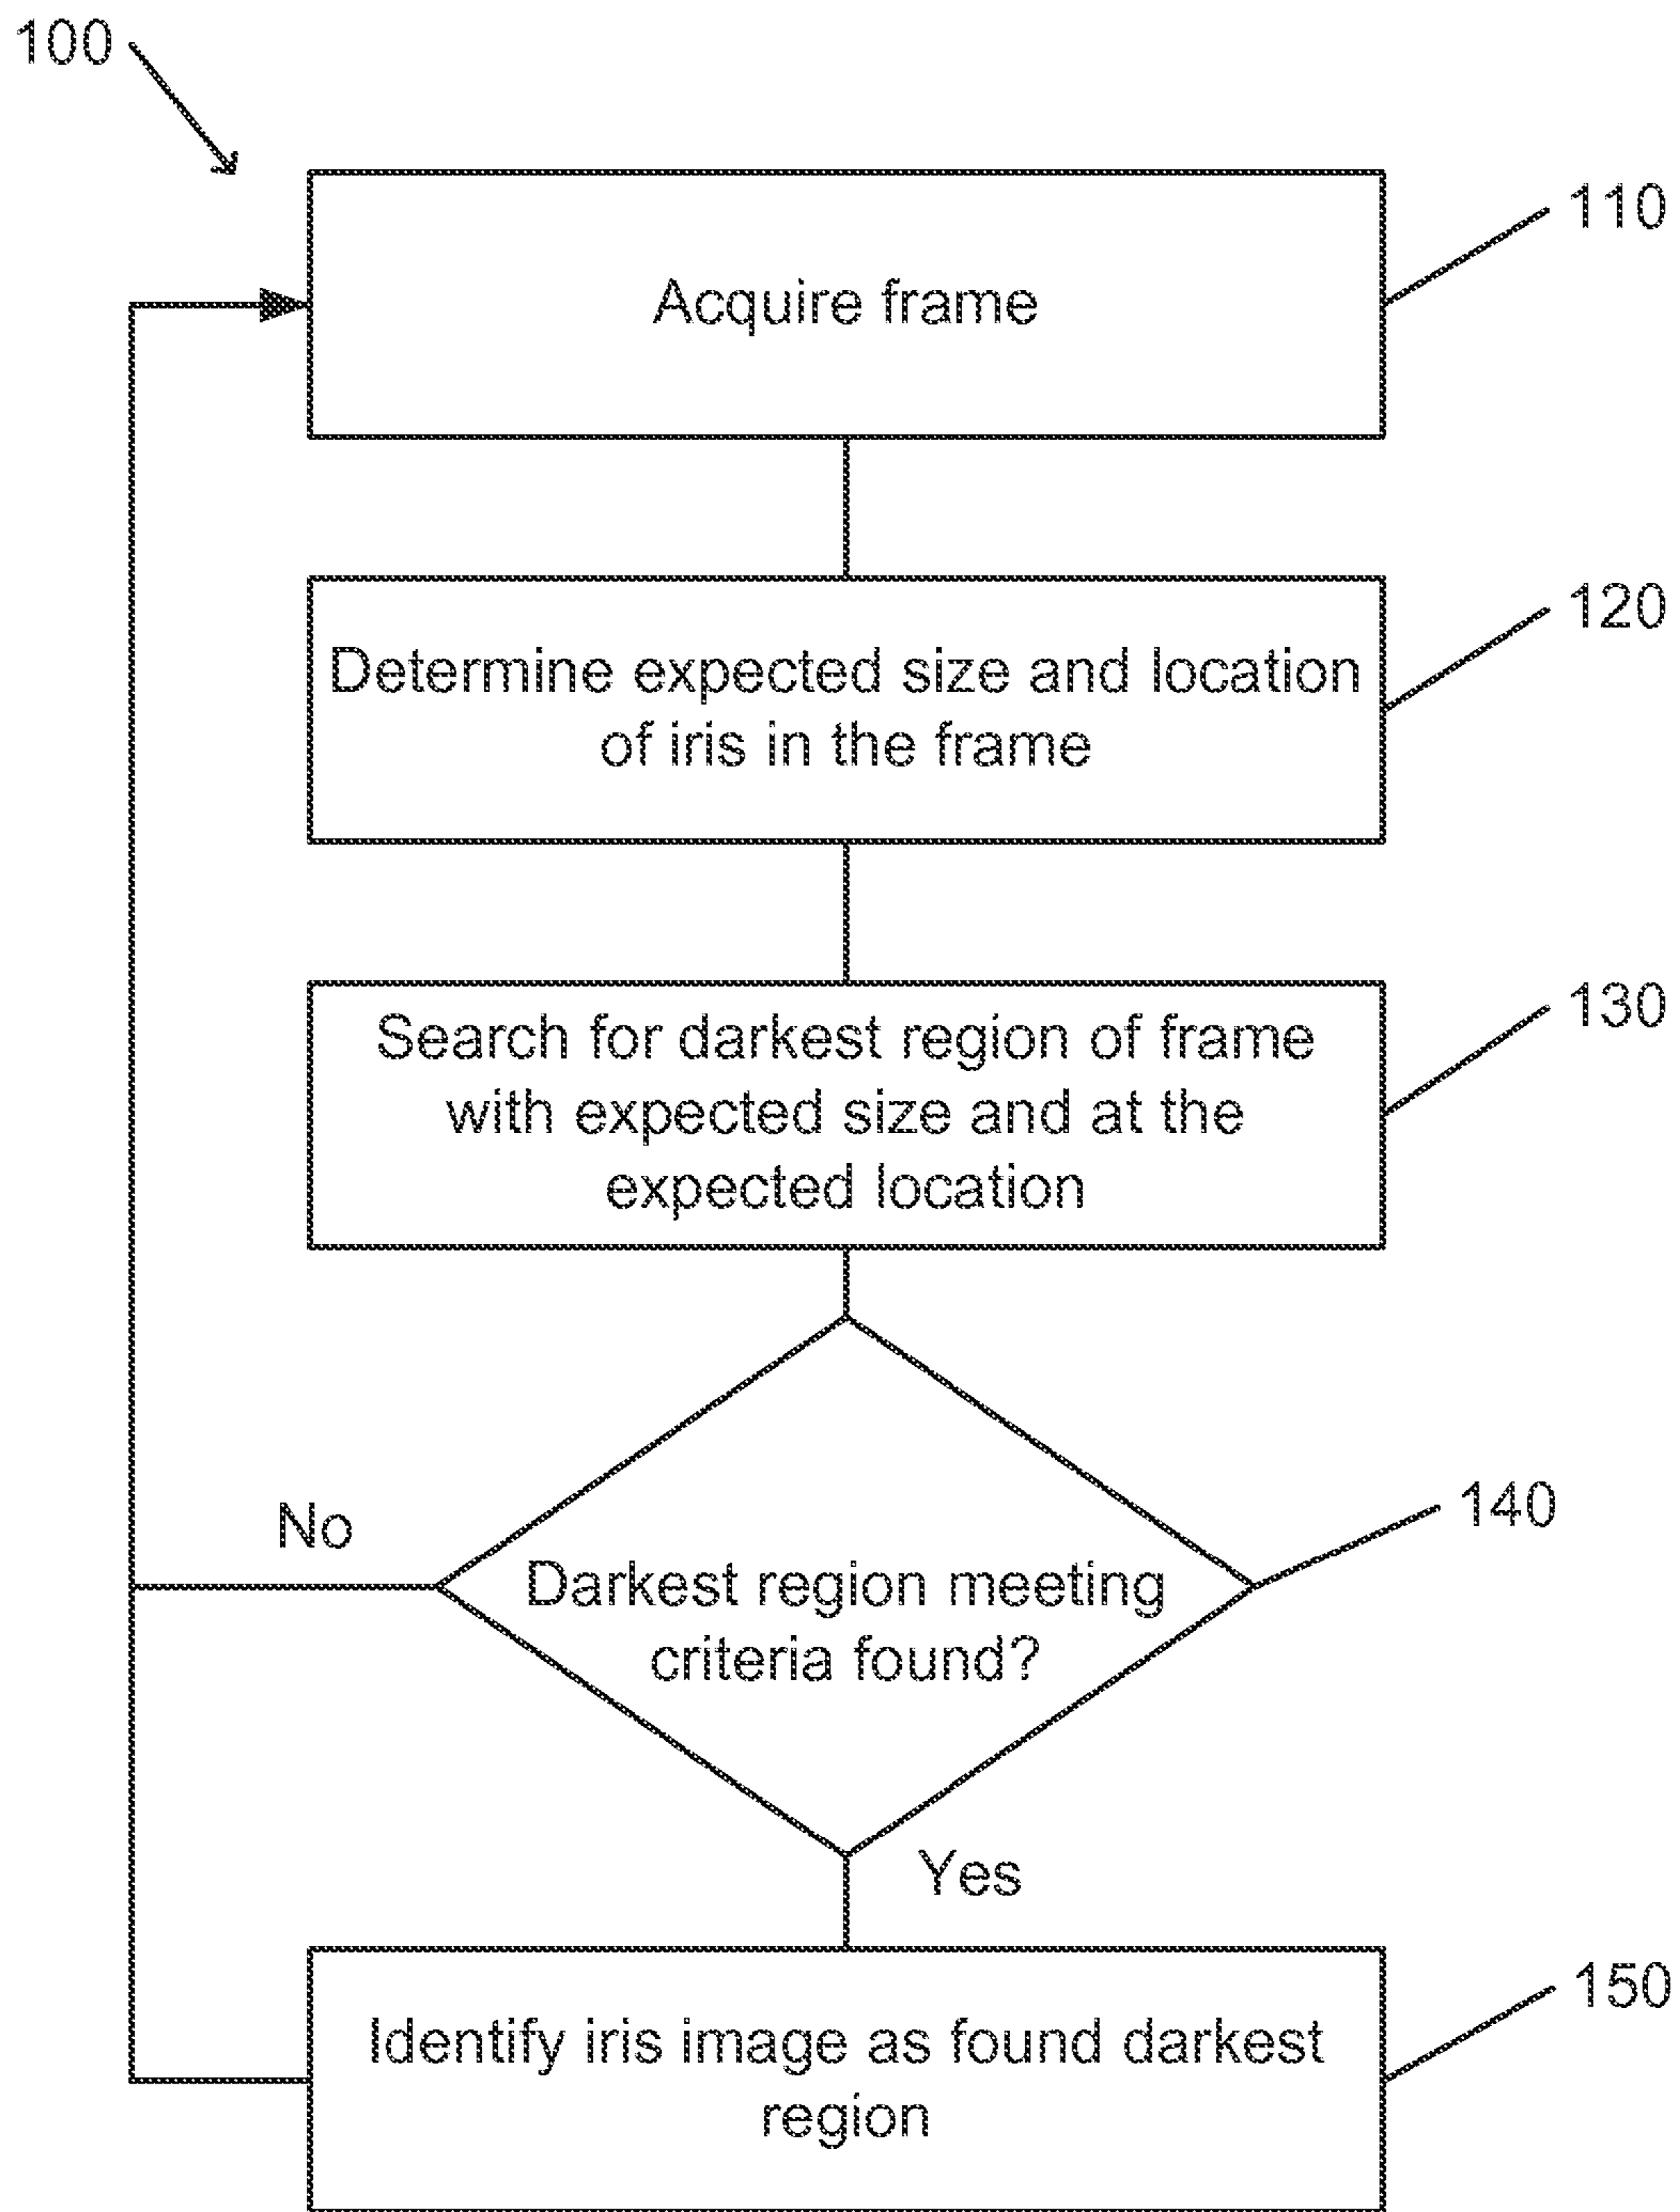 100
110
Acquire frame
120
Determine expected size and location
of iris in the frame
130
Search for darkest region of frame
with expected size and at the
expected location
No
140
Darkest region meeting
criteria found?
Yes
150
Identify iris image as found darkest
region